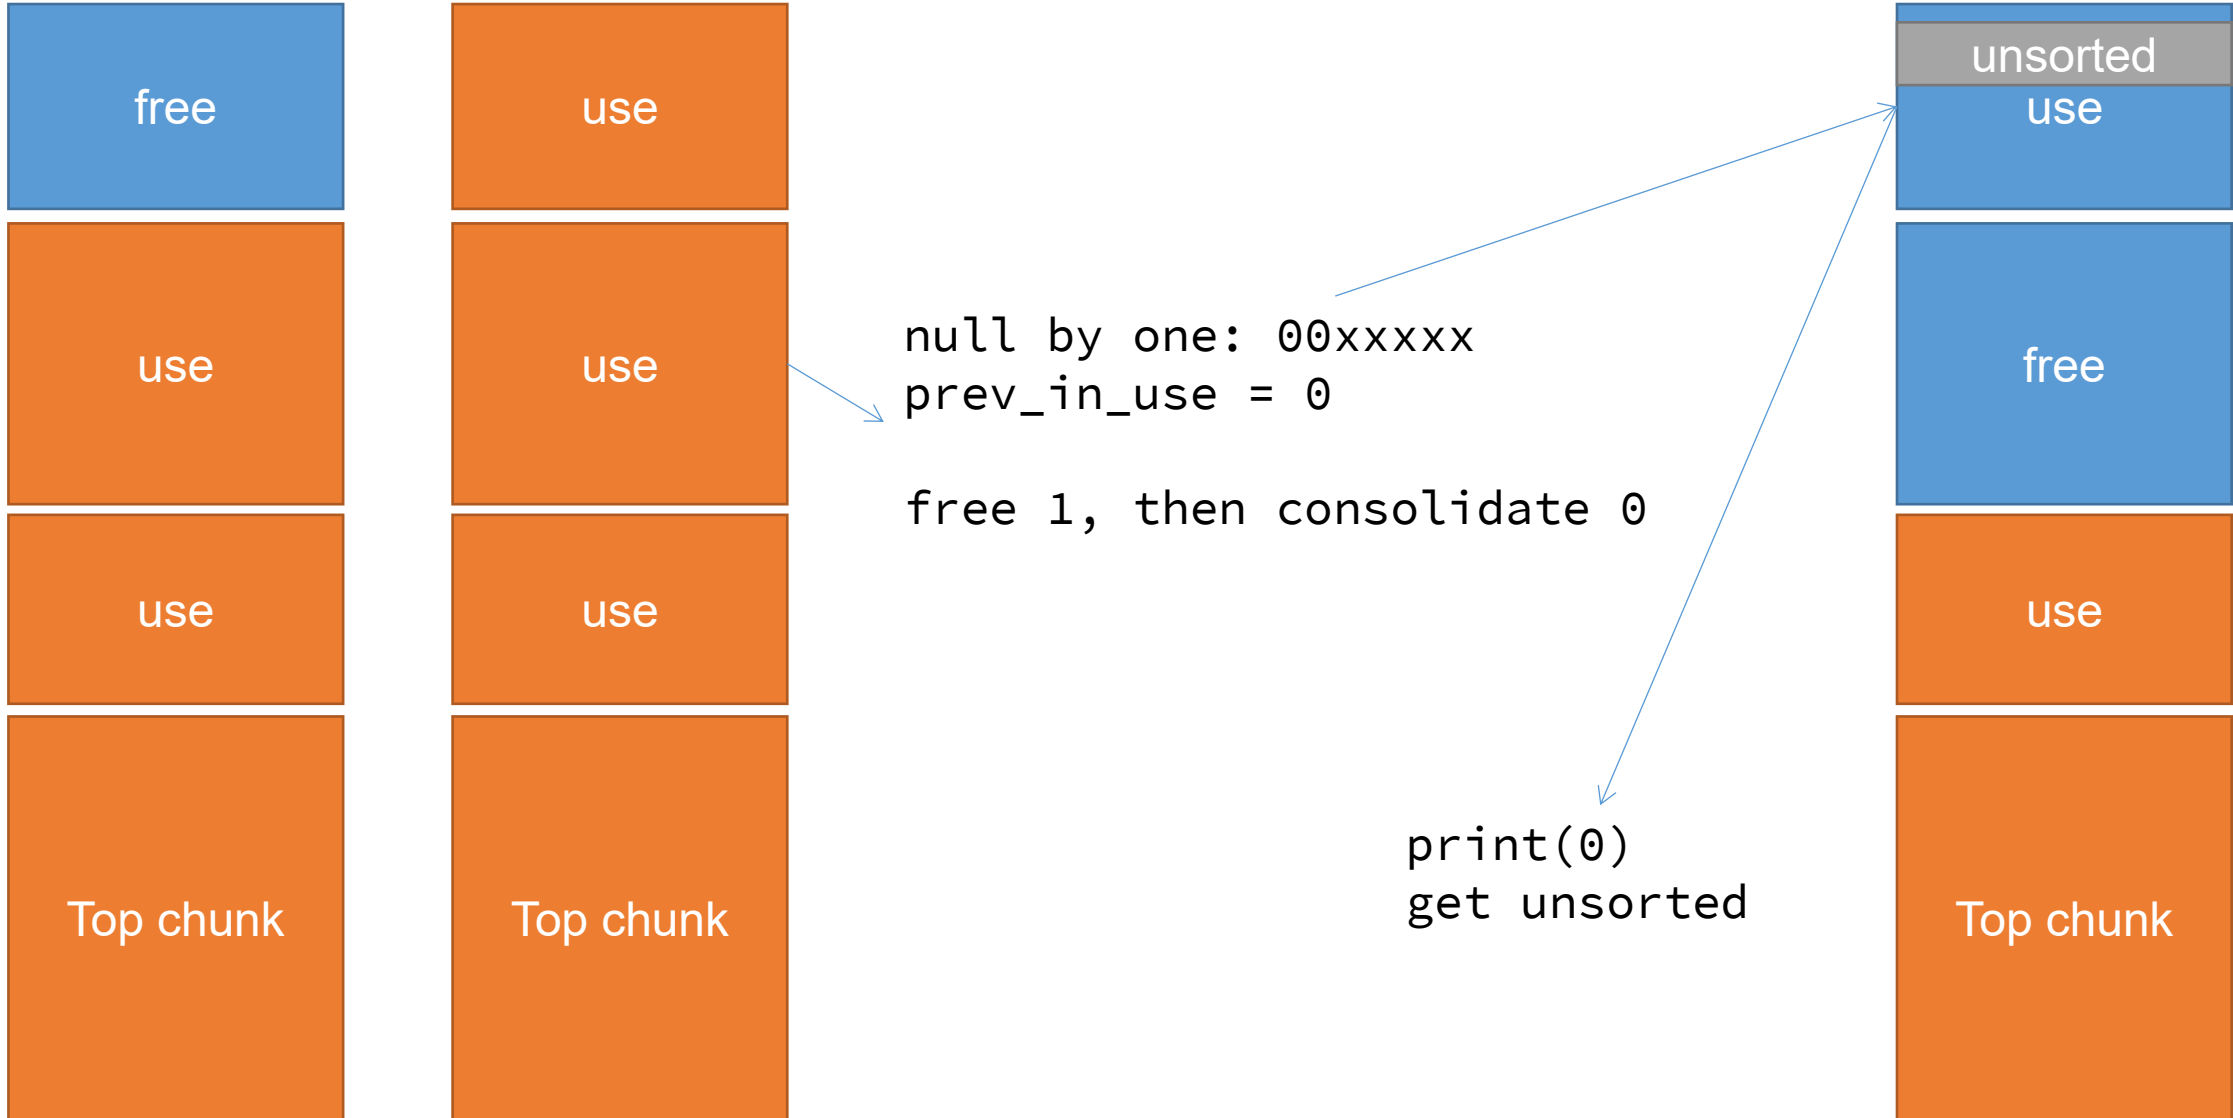 free
use
use
Top chunk
use
use
use
Top chunk
null by one: 00xxxxx
prev_in_use = 0
free 1, then consolidate 0
print(0)
get unsorted
unsorted
use
free
use
Top chunk